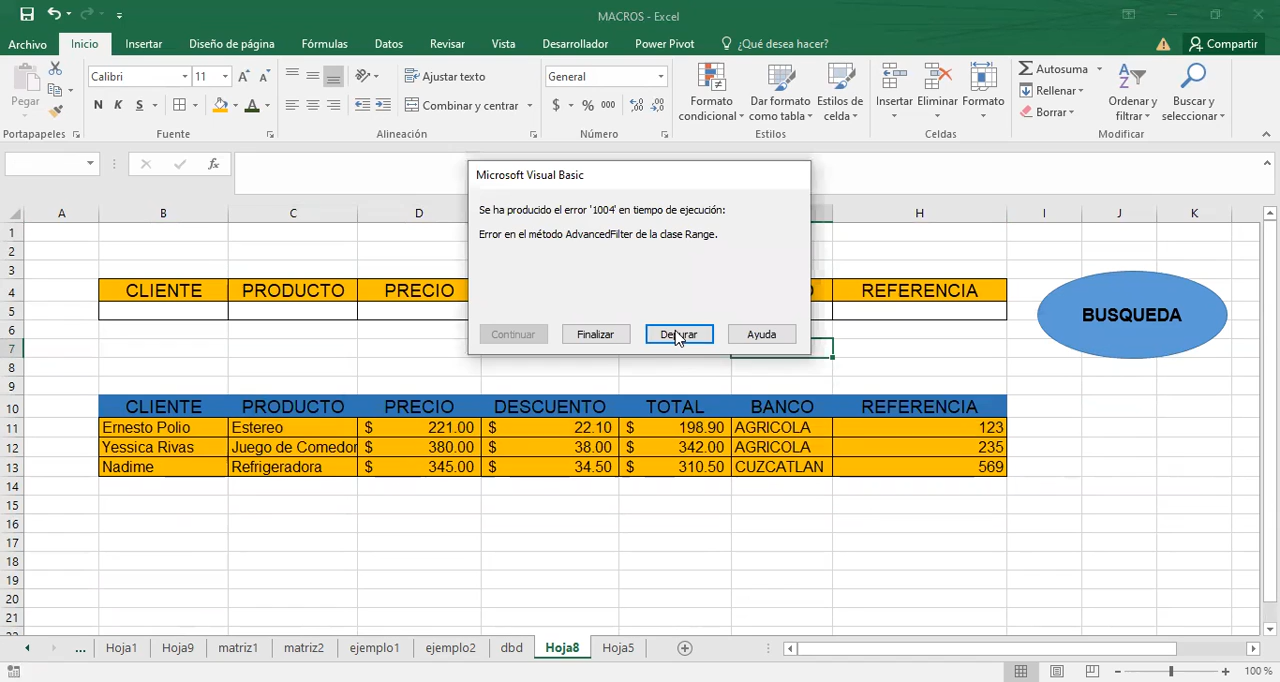 MACROS - Excel
Archivo Inicio Insertar Diseño de página Fórmulas Datos Revisar Vista Desarrollador Power Pivot ¿Qué desea hacer? Compartir
Pegar
Calibri 11
N K S
Ajustar texto
Combinar y centrar
General
$ % 000
Formato condicional
Dar formato como tabla
Estilos de celda
Insertar Eliminar Formato
Autosuma
Rellenar
Borrar
Ordenar y filtrar
Buscar y seleccionar
Portapapeles Fuente Alineación Número Estilos Celdas Modificar
fx
Microsoft Visual Basic
Se ha producido el error '1004' en tiempo de ejecución:
Error en el método AdvancedFilter de la clase Range.
Continuar Finalizar Ayuda
A B C D H I J K
1
2
3
4 CLIENTE PRODUCTO PRECIO REFERENCIA
5 BUSQUEDA
6
7
8
9
10 CLIENTE PRODUCTO PRECIO DESCUENTO TOTAL BANCO REFERENCIA
11 Ernesto Polio Estereo $ 221.00 $ 22.10 $ 198.90 AGRICOLA 123
12 Yessica Rivas Juego de Comedor $ 380.00 $ 38.00 $ 342.00 AGRICOLA 235
13 Nadime Refrigeradora $ 345.00 $ 34.50 $ 310.50 CUZCATLAN 569
14
15
16
17
18
19
20
21
... Hoja1 Hoja9 matriz1 matriz2 ejemplo1 ejemplo2 dbd Hoja8 Hoja5
100 %